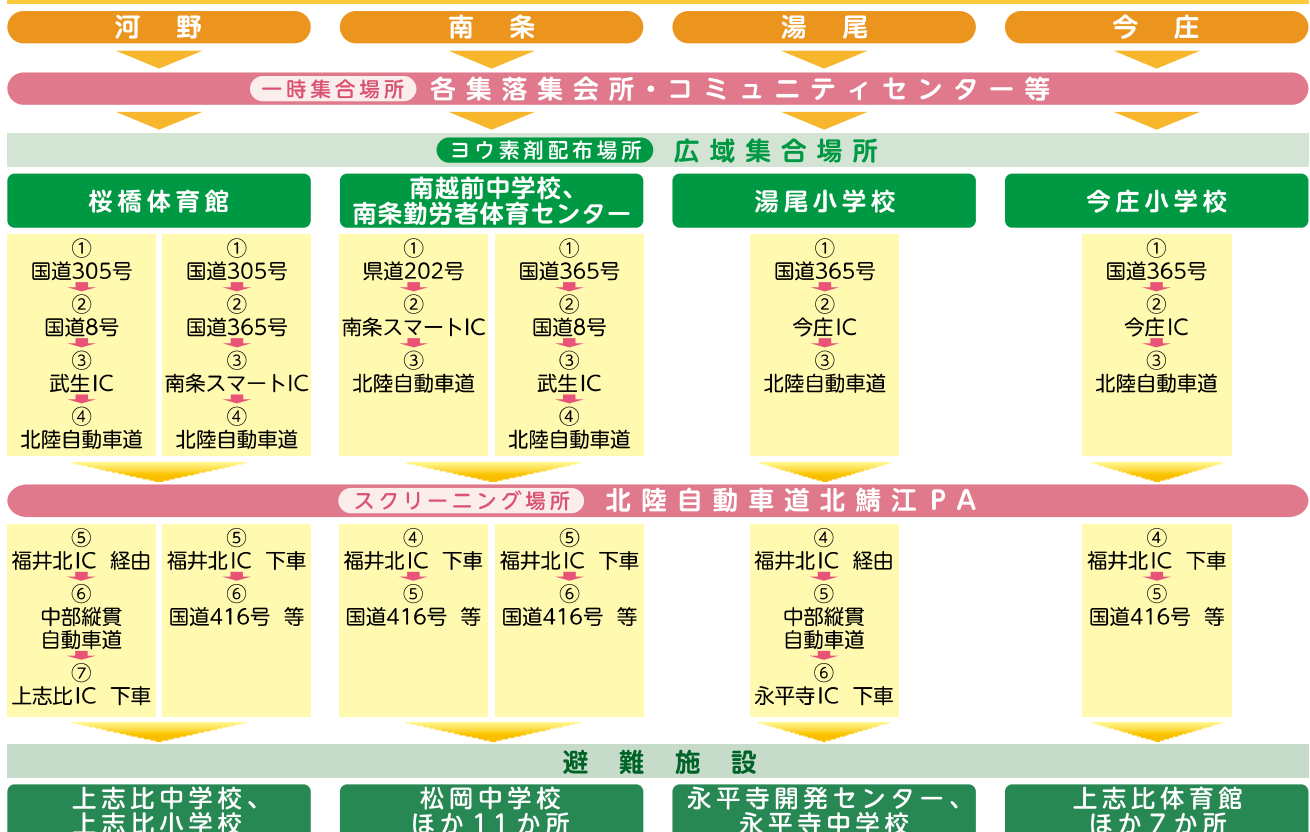 河野
南条
湯尾
今庄
一時集合場所 各集落集会所・コミュニティセンター等
ヨウ素剤配布場所 広域集合場所
桜橋体育館
①
国道305号
②
国道8号
③
武生IC
④
北陸自動車道
①
国道305号
②
国道365号
③
南条スマートIC
④
北陸自動車道
南越前中学校、
南条勤労者体育センター
①
県道202号
②
南条スマートIC
③
北陸自動車道
①
国道365号
②
国道8号
③
武生IC
④
北陸自動車道
湯尾小学校
①
国道365号
②
今庄IC
③
北陸自動車道
今庄小学校
①
国道365号
②
今庄IC
③
北陸自動車道
スクリーニング場所 北陸自動車道北鯖江PA
⑤
福井北IC 経由
⑥
中部縦貫
自動車道
⑦
上志比IC 下車
⑤
福井北IC 下車
⑥
国道416号 等
④
福井北IC 下車
⑤
国道416号 等
⑤
福井北IC 下車
⑥
国道416号 等
④
福井北IC 経由
⑤
中部縦貫
自動車道
⑥
永平寺IC 下車
④
福井北IC 下車
⑤
国道416号 等
避難施設
上志比中学校、
上志比小学校
松岡中学校
ほか11か所
永平寺開発センター、
永平寺中学校
上志比体育館
ほか7か所